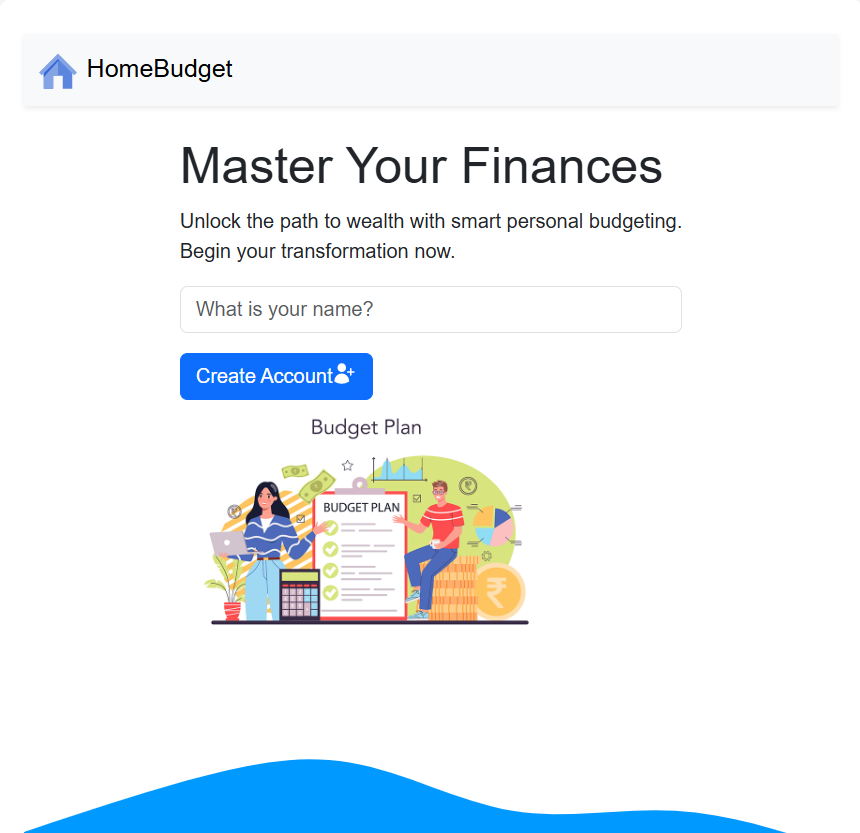 HomeBudget
Master Your Finances
Unlock the path to wealth with smart personal budgeting.
Begin your transformation now.
What is your name?
Create Account
Budget Plan
BUDGET PLAN
₹
₹